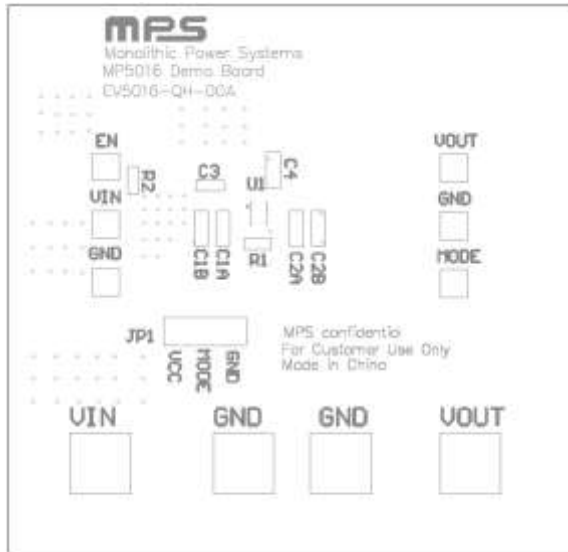 MPS
Monolithic Power Systems
MP5016 Demo Board
EV5016-QH-00A
EN
VOUT
C4
R2
C3
U1
VIN
GND
GND
MODE
C1B
C1A
R1
C2A
C2B
JP1
VCC
MODE
GND
MPS confidential
For Customer Use Only
Made in China
VIN
GND
GND
VOUT